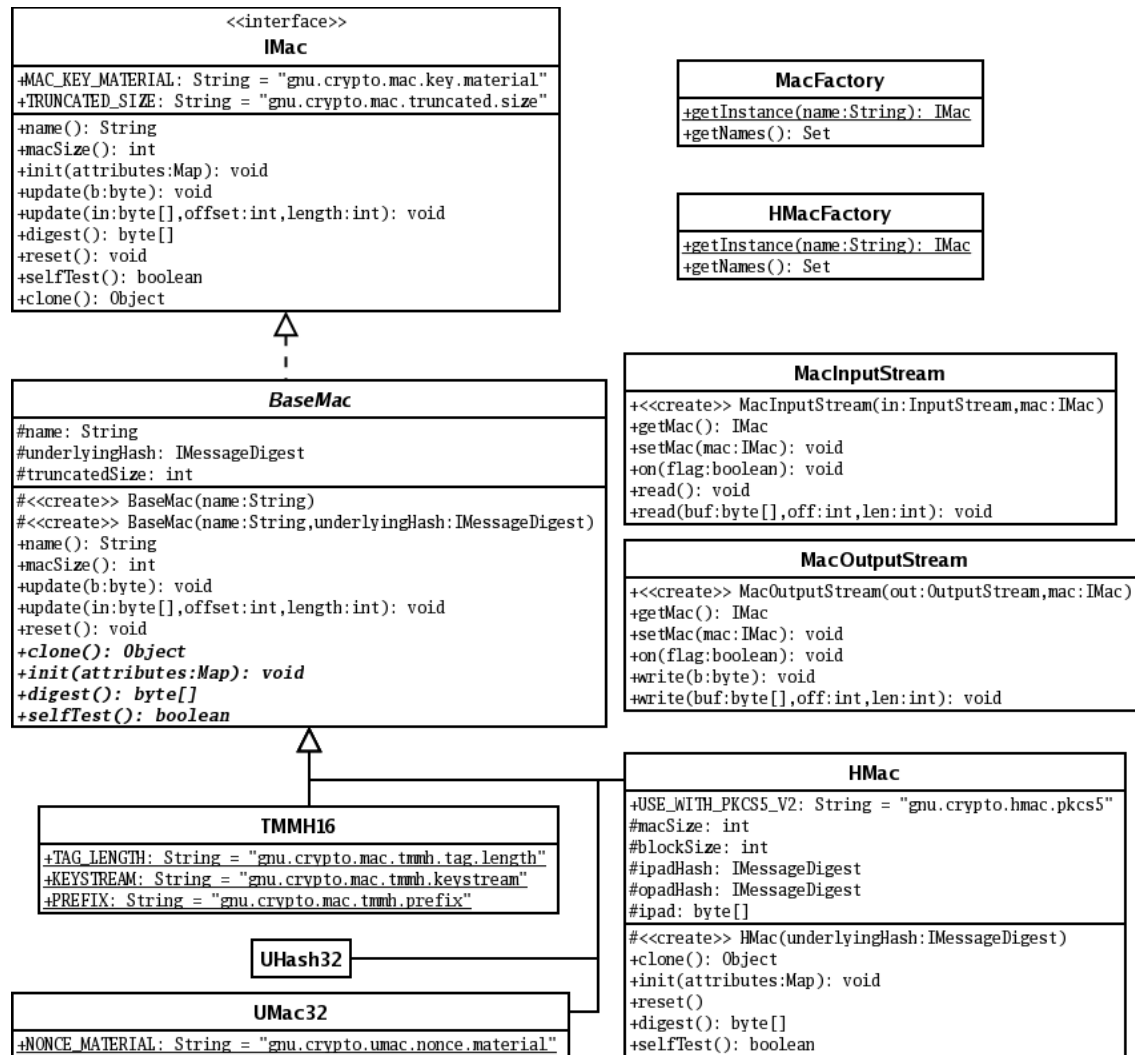 <<interface>>
IMac
+MAC_KEY_MATERIAL: String = "gnu.crypto.mac.key.material"
+TRUNCATED_SIZE: String = "gnu.crypto.mac.truncated.size"
+name(): String
+macSize(): int
+init(attributes:Map): void
+update(b:byte): void
+update(in:byte[],offset:int,length:int): void
+digest(): byte[]
+reset(): void
+selfTest(): boolean
+clone(): Object
MacFactory
+getInstance(name:String): IMac
+getNames(): Set
HMacFactory
+getInstance(name:String): IMac
+getNames(): Set
BaseMac
#name: String
#underlyingHash: IMessageDigest
#truncatedSize: int
#<<create>> BaseMac(name:String)
#<<create>> BaseMac(name:String,underlyingHash:IMessageDigest)
+name(): String
+macSize(): int
+update(b:byte): void
+update(in:byte[],offset:int,length:int): void
+reset(): void
+clone(): Object
+init(attributes:Map): void
+digest(): byte[]
+selfTest(): boolean
MacInputStream
+<<create>> MacInputStream(in:InputStream,mac:IMac)
+getMac(): IMac
+setMac(mac:IMac): void
+on(flag:boolean): void
+read(): void
+read(buf:byte[],off:int,len:int): void
MacOutputStream
+<<create>> MacOutputStream(out:OutputStream,mac:IMac)
+getMac(): IMac
+setMac(mac:IMac): void
+on(flag:boolean): void
+write(b:byte): void
+write(buf:byte[],off:int,len:int): void
TMMH16
+TAG_LENGTH: String = "gnu.crypto.mac.tmmh.tag.length"
+KEYSTREAM: String = "gnu.crypto.mac.tmmh.keystream"
+PREFIX: String = "gnu.crypto.mac.tmmh.prefix"
UHash32
UMac32
+NONCE_MATERIAL: String = "gnu.crypto.umac.nonce.material"
HMac
+USE_WITH_PKCS5_V2: String = "gnu.crypto.hmac.pkcs5"
#macSize: int
#blockSize: int
#ipadHash: IMessageDigest
#opadHash: IMessageDigest
#ipad: byte[]
#<<create>> HMac(underlyingHash:IMessageDigest)
+clone(): Object
+init(attributes:Map): void
+reset()
+digest(): byte[]
+selfTest(): boolean